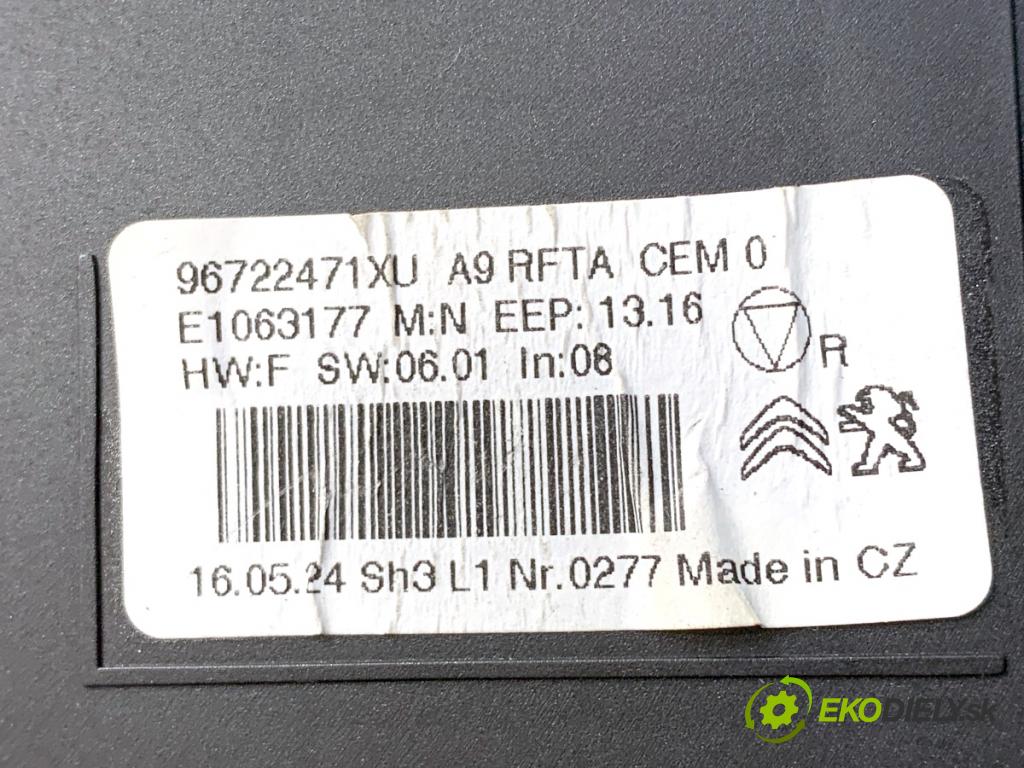 96722471XU A9 RFTA CEM 0
E1063177 M:N EEP: 13.16
HW:F SW:06.01 In:08
R
16.05.24 Sh3 L1 Nr.0277 Made in CZ
EKODIELY.sk